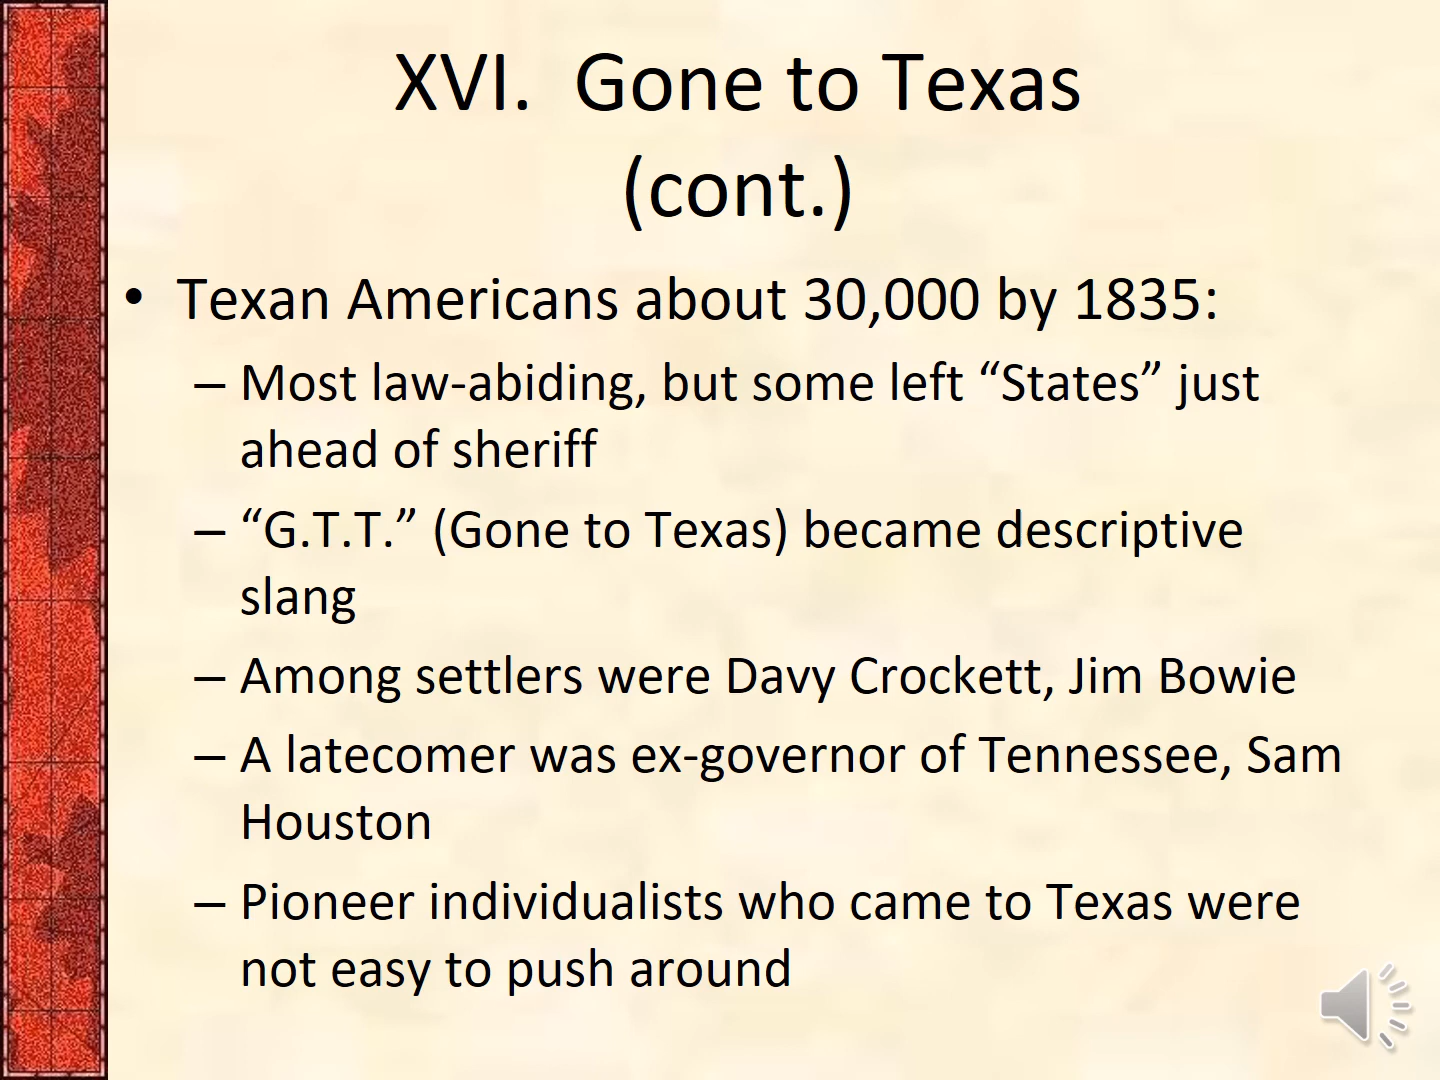 XVI.  Gone to Texas
(cont.)
• Texan Americans about 30,000 by 1835:
– Most law-abiding, but some left “States” just
ahead of sheriff
– “G.T.T.” (Gone to Texas) became descriptive
slang
– Among settlers were Davy Crockett, Jim Bowie
– A latecomer was ex-governor of Tennessee, Sam
Houston
– Pioneer individualists who came to Texas were
not easy to push around